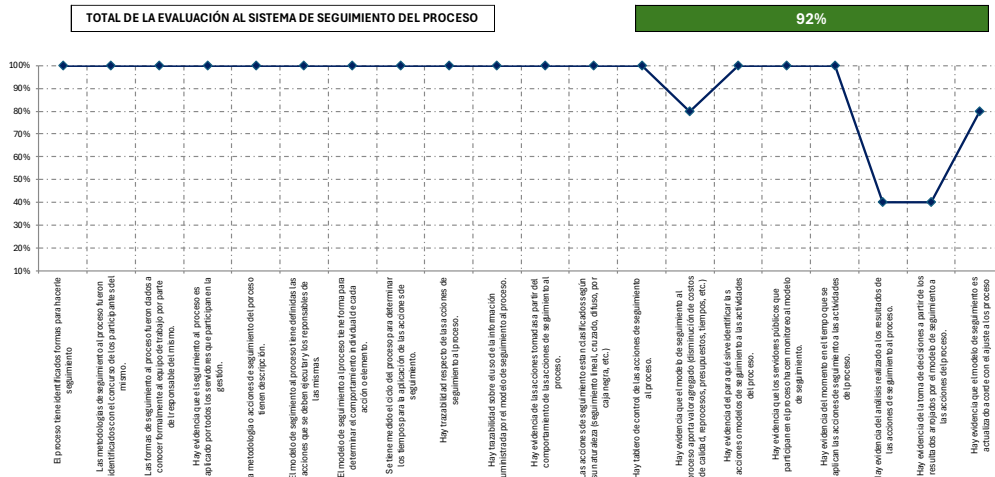 TOTAL DE LA EVALUACIÓN AL SISTEMA DE SEGUIMIENTO DEL PROCESO
92%
100%
90%
80%
70%
60%
50%
40%
30%
20%
10%
El proceso tiene identificados formas para hacerle
seguimiento
Las metodologías de seguimiento al proceso fueron
identificados con el concurso de los participantes del
mismo.
Las formas de seguimiento al proceso fueron dados a
conocer formalmente al equipo de trabajo por parte
del responsable del mismo.
Hay evidencia que el seguimiento al proceso es
aplicado por todos los servidores que participan en la
gestión.
a metodología o acciones de seguimiento del porceso
tienen descripción.
El modelo de segimiento al proceso tiene definidas las
acciones que se deben ejecutar y los reponsables de
las mismas.
El modelo de seguimiento al proceso tiene forma para
determinar el comportamiento individual de cada
acción o elemento.
Se tiene medido el ciclo del proceso para determinar
los tiempos para la aplicación de las acciones de
seguimiento.
Hay trazabilidad respecto de las acciones de
seguimiento al proceso.
Hay trazabilidad sobre el uso de la información
uministrada por el modelo de seguimiento al proceso.
Hay evidencia de las acciones tomadas a partir del
comportamiento de las acciones de seguimiento al
proceso.
as acciones de seguimiento estan clasificados según
su naturaleza (seguimiento lineal, cruzado, difuso, por
caja negra, etc.)
Hay tablero de control de las acciones de seguimiento
al proceso.
Hay evidencia que el modelo de seguimiento al
proceso aporta valor agregado (disminución de costos
de calidad, reprocesos, presupuestos, tiempos, etc.)
Hay evidencia del para qué sirve identificar las
acciones o modelos de seguimiento a las actividades
del proceso.
Hay evidencia que los servidores públicos que
participan en el proceso hacen monitoreo al modelo
de seguimiento.
Hay evidencia del momento en el tiempo que se
aplican las acciones de seguimiento a las actividades
del proceso.
Hay evidencia del análisis realizado a los resultados de
las acciones de seguimiento al proceso.
Hay evidencia de la toma de decisiones a partir de los
resultados arrojados por el modelo de seguimiento a
las acciones del proceso.
Hay evidencia que el modelo de seguimiento es
actualizado acorde con el ajuste a los proceso